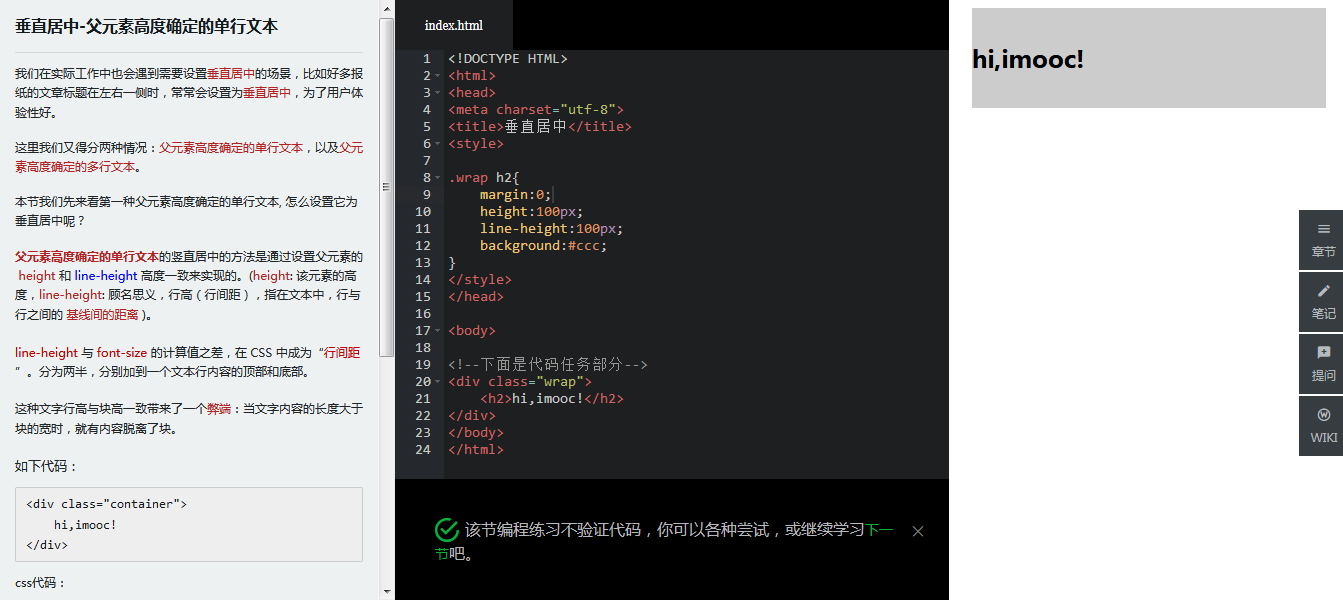 垂直居中-父元素高度确定的单行文本
我们在实际工作中也会遇到需要设置垂直居中的场景，比如好多报
纸的文章标题在左右一侧时，常常会设置为垂直居中，为了用户体
验性好。
这里我们又得分两种情况：父元素高度确定的单行文本，以及父元
素高度确定的多行文本。
本节我们先来看第一种父元素高度确定的单行文本, 怎么设置它为
垂直居中呢？
父元素高度确定的单行文本的竖直居中的方法是通过设置父元素的
height 和 line-height 高度一致来实现的。(height: 该元素的高
度，line-height: 顾名思义，行高（行间距），指在文本中，行与
行之间的 基线间的距离 )。
line-height 与 font-size 的计算值之差，在 CSS 中成为“行间距
”。分为两半，分别加到一个文本行内容的顶部和底部。
这种文字行高与块高一致带来了一个弊端：当文字内容的长度大于
块的宽时，就有内容脱离了块。
如下代码：
<div class="container">
hi,imooc!
</div>
css代码：
index.html
1 <!DOCTYPE HTML>
2 <html>
3 <head>
4 <meta charset="utf-8">
5 <title>垂直居中</title>
6 <style>
7
8 .wrap h2{
9 margin:0;
10 height:100px;
11 line-height:100px;
12 background:#ccc;
13 }
14 </style>
15 </head>
16
17 <body>
18
19 <!--下面是代码任务部分-->
20 <div class="wrap">
21 <h2>hi,imooc!</h2>
22 </div>
23 </body>
24 </html>
该节编程练习不验证代码，你可以各种尝试，或继续学习下一
节吧。
hi,imooc!
章节
笔记
提问
WIKI